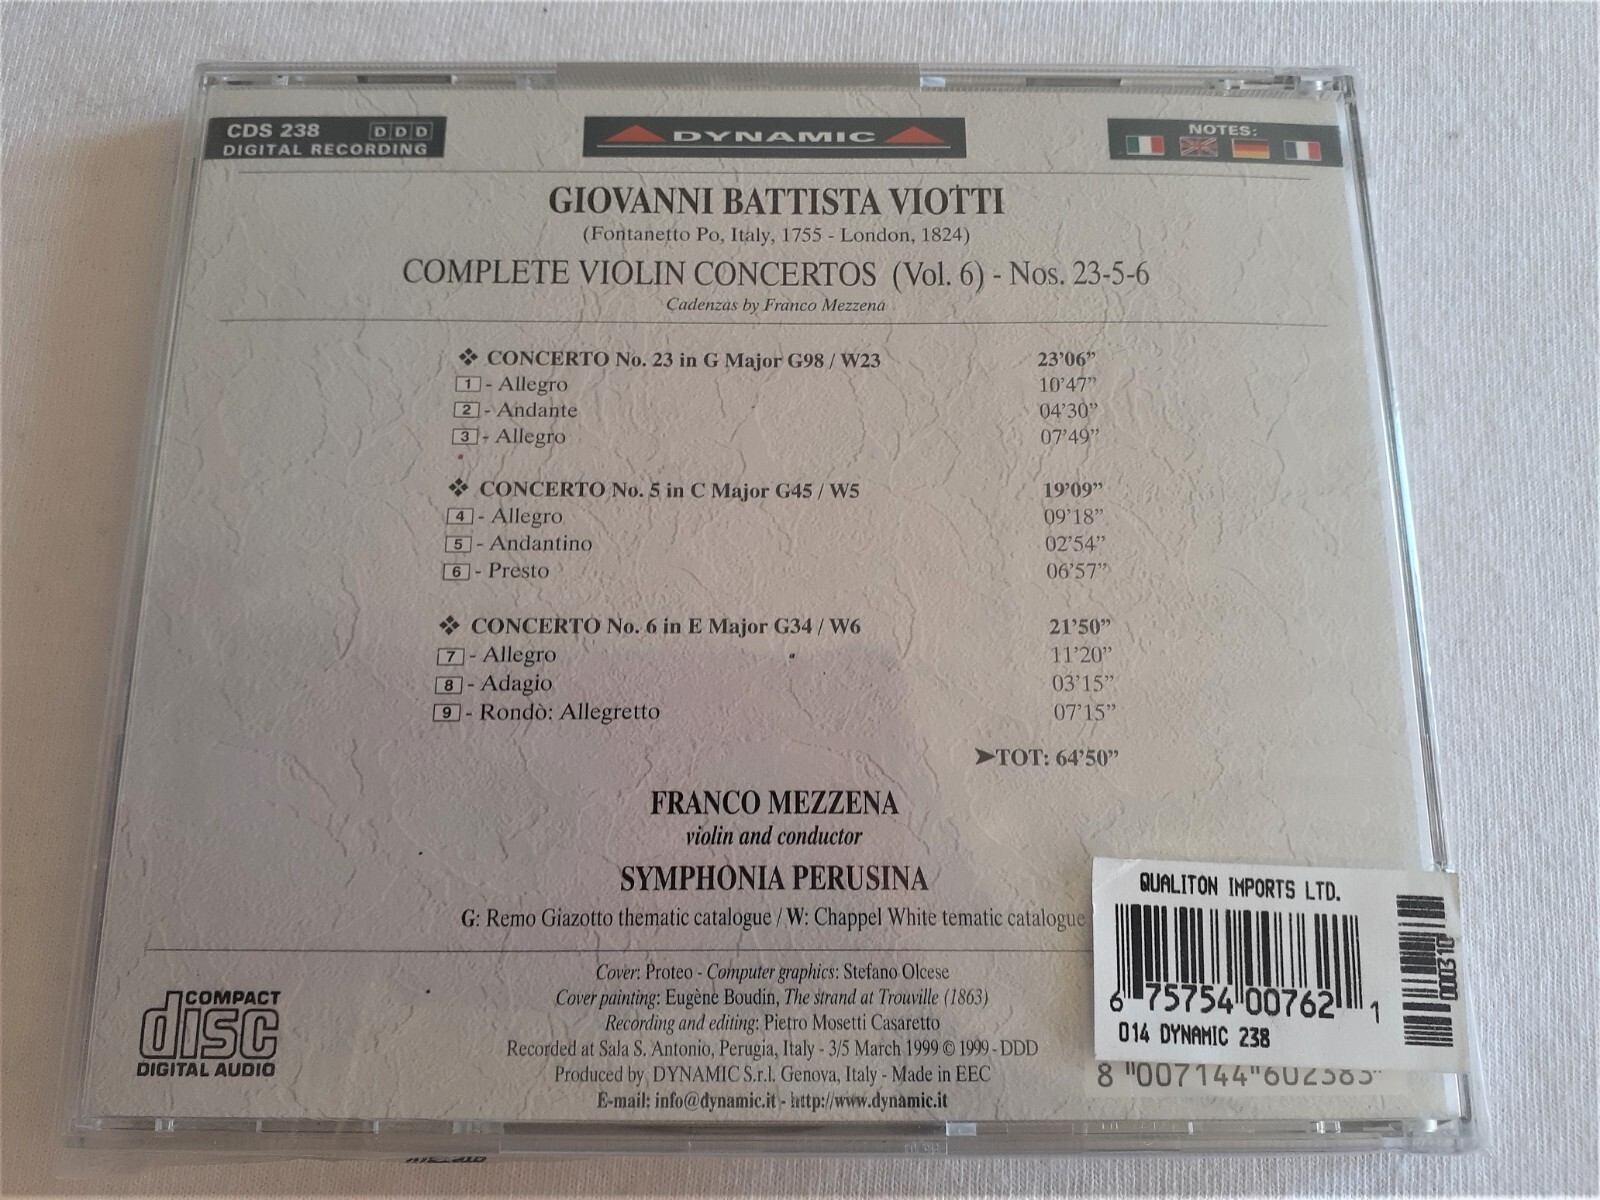 CDS 238 DDD
DIGITAL RECORDING
DYNAMIC
NOTES:
GIOVANNI BATTISTA VIOTTI
(Fontanetto Po, Italy, 1755 - London, 1824)
COMPLETE VIOLIN CONCERTOS (Vol. 6) - Nos. 23-5-6
Cadenzas by Franco Mezzena
❖ CONCERTO No. 23 in G Major G98 / W23 23'06"
1 - Allegro 10'47"
2 - Andante 04'30"
3 - Allegro 07'49"
❖ CONCERTO No. 5 in C Major G45 / W5 19'09"
4 - Allegro 09'18"
5 - Andantino 02'54"
6 - Presto 06'57"
❖ CONCERTO No. 6 in E Major G34 / W6 21'50"
7 - Allegro 11'20"
8 - Adagio 03'15"
9 - Rondò: Allegretto 07'15"
➤TOT: 64'50"
FRANCO MEZZENA
violin and conductor
SYMPHONIA PERUSINA
G: Remo Giazotto thematic catalogue / W: Chappel White tematic catalogue
Cover: Proteo - Computer graphics: Stefano Olcese
Cover painting: Eugène Boudin, The strand at Trouville (1863)
Recording and editing: Pietro Mosetti Casaretto
Recorded at Sala S. Antonio, Perugia, Italy - 3/5 March 1999 © 1999 - DDD
Produced by DYNAMIC S.r.l. Genova, Italy - Made in EEC
E-mail: info@dynamic.it - http://www.dynamic.it
COMPACT
disc
DIGITAL AUDIO
QUALITON IMPORTS LTD.
6 75754 00762 1
014 DYNAMIC 238
000310
8 007144 602383